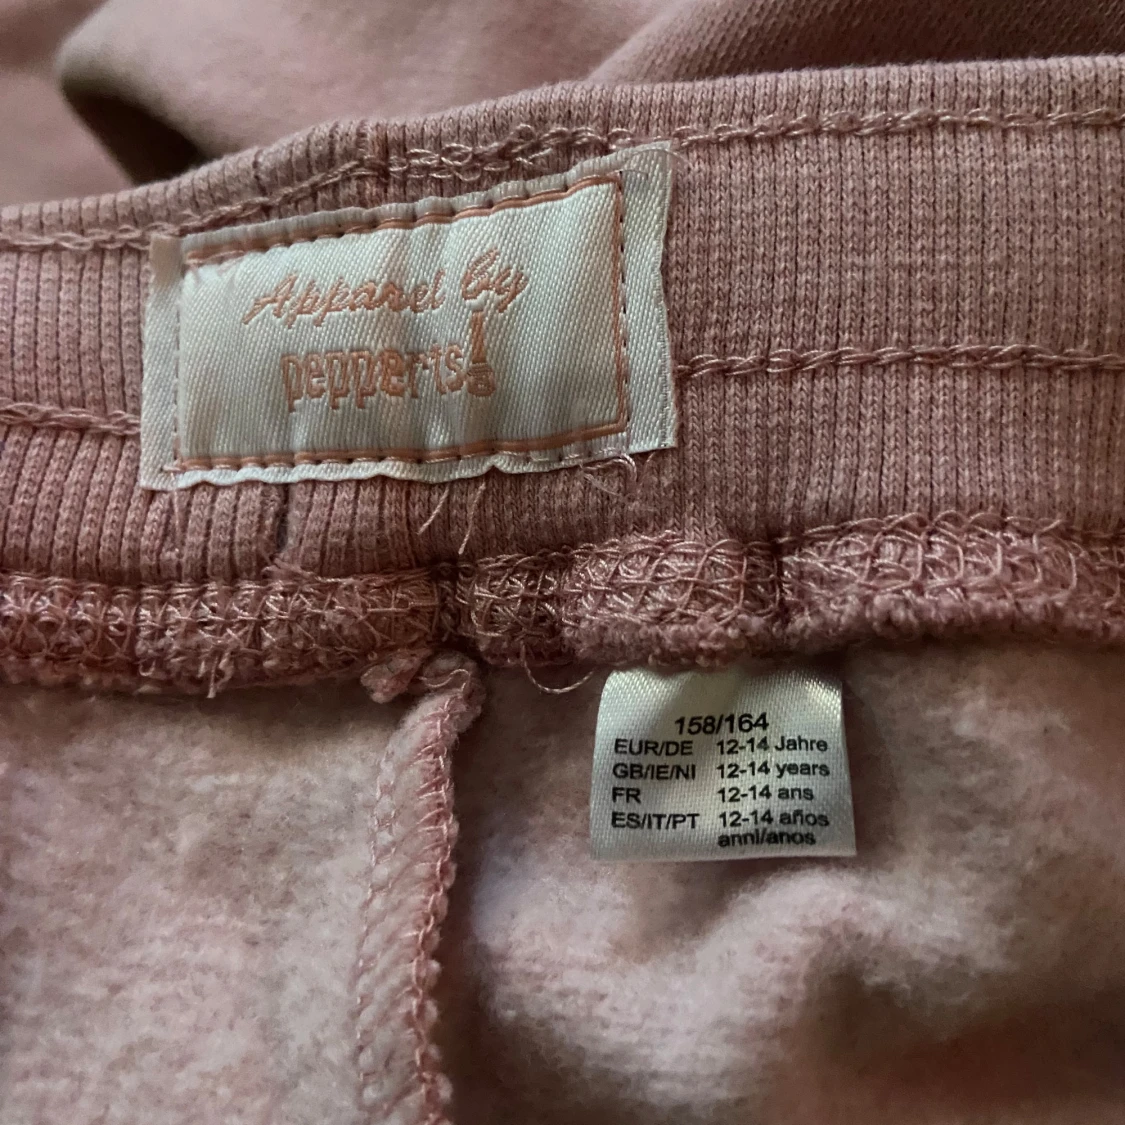 Apparel by
pepperts!
158/164
EUR/DE 12-14 Jahre
GB/IE/NI 12-14 years
FR 12-14 ans
ES/IT/PT 12-14 años
anni/anos